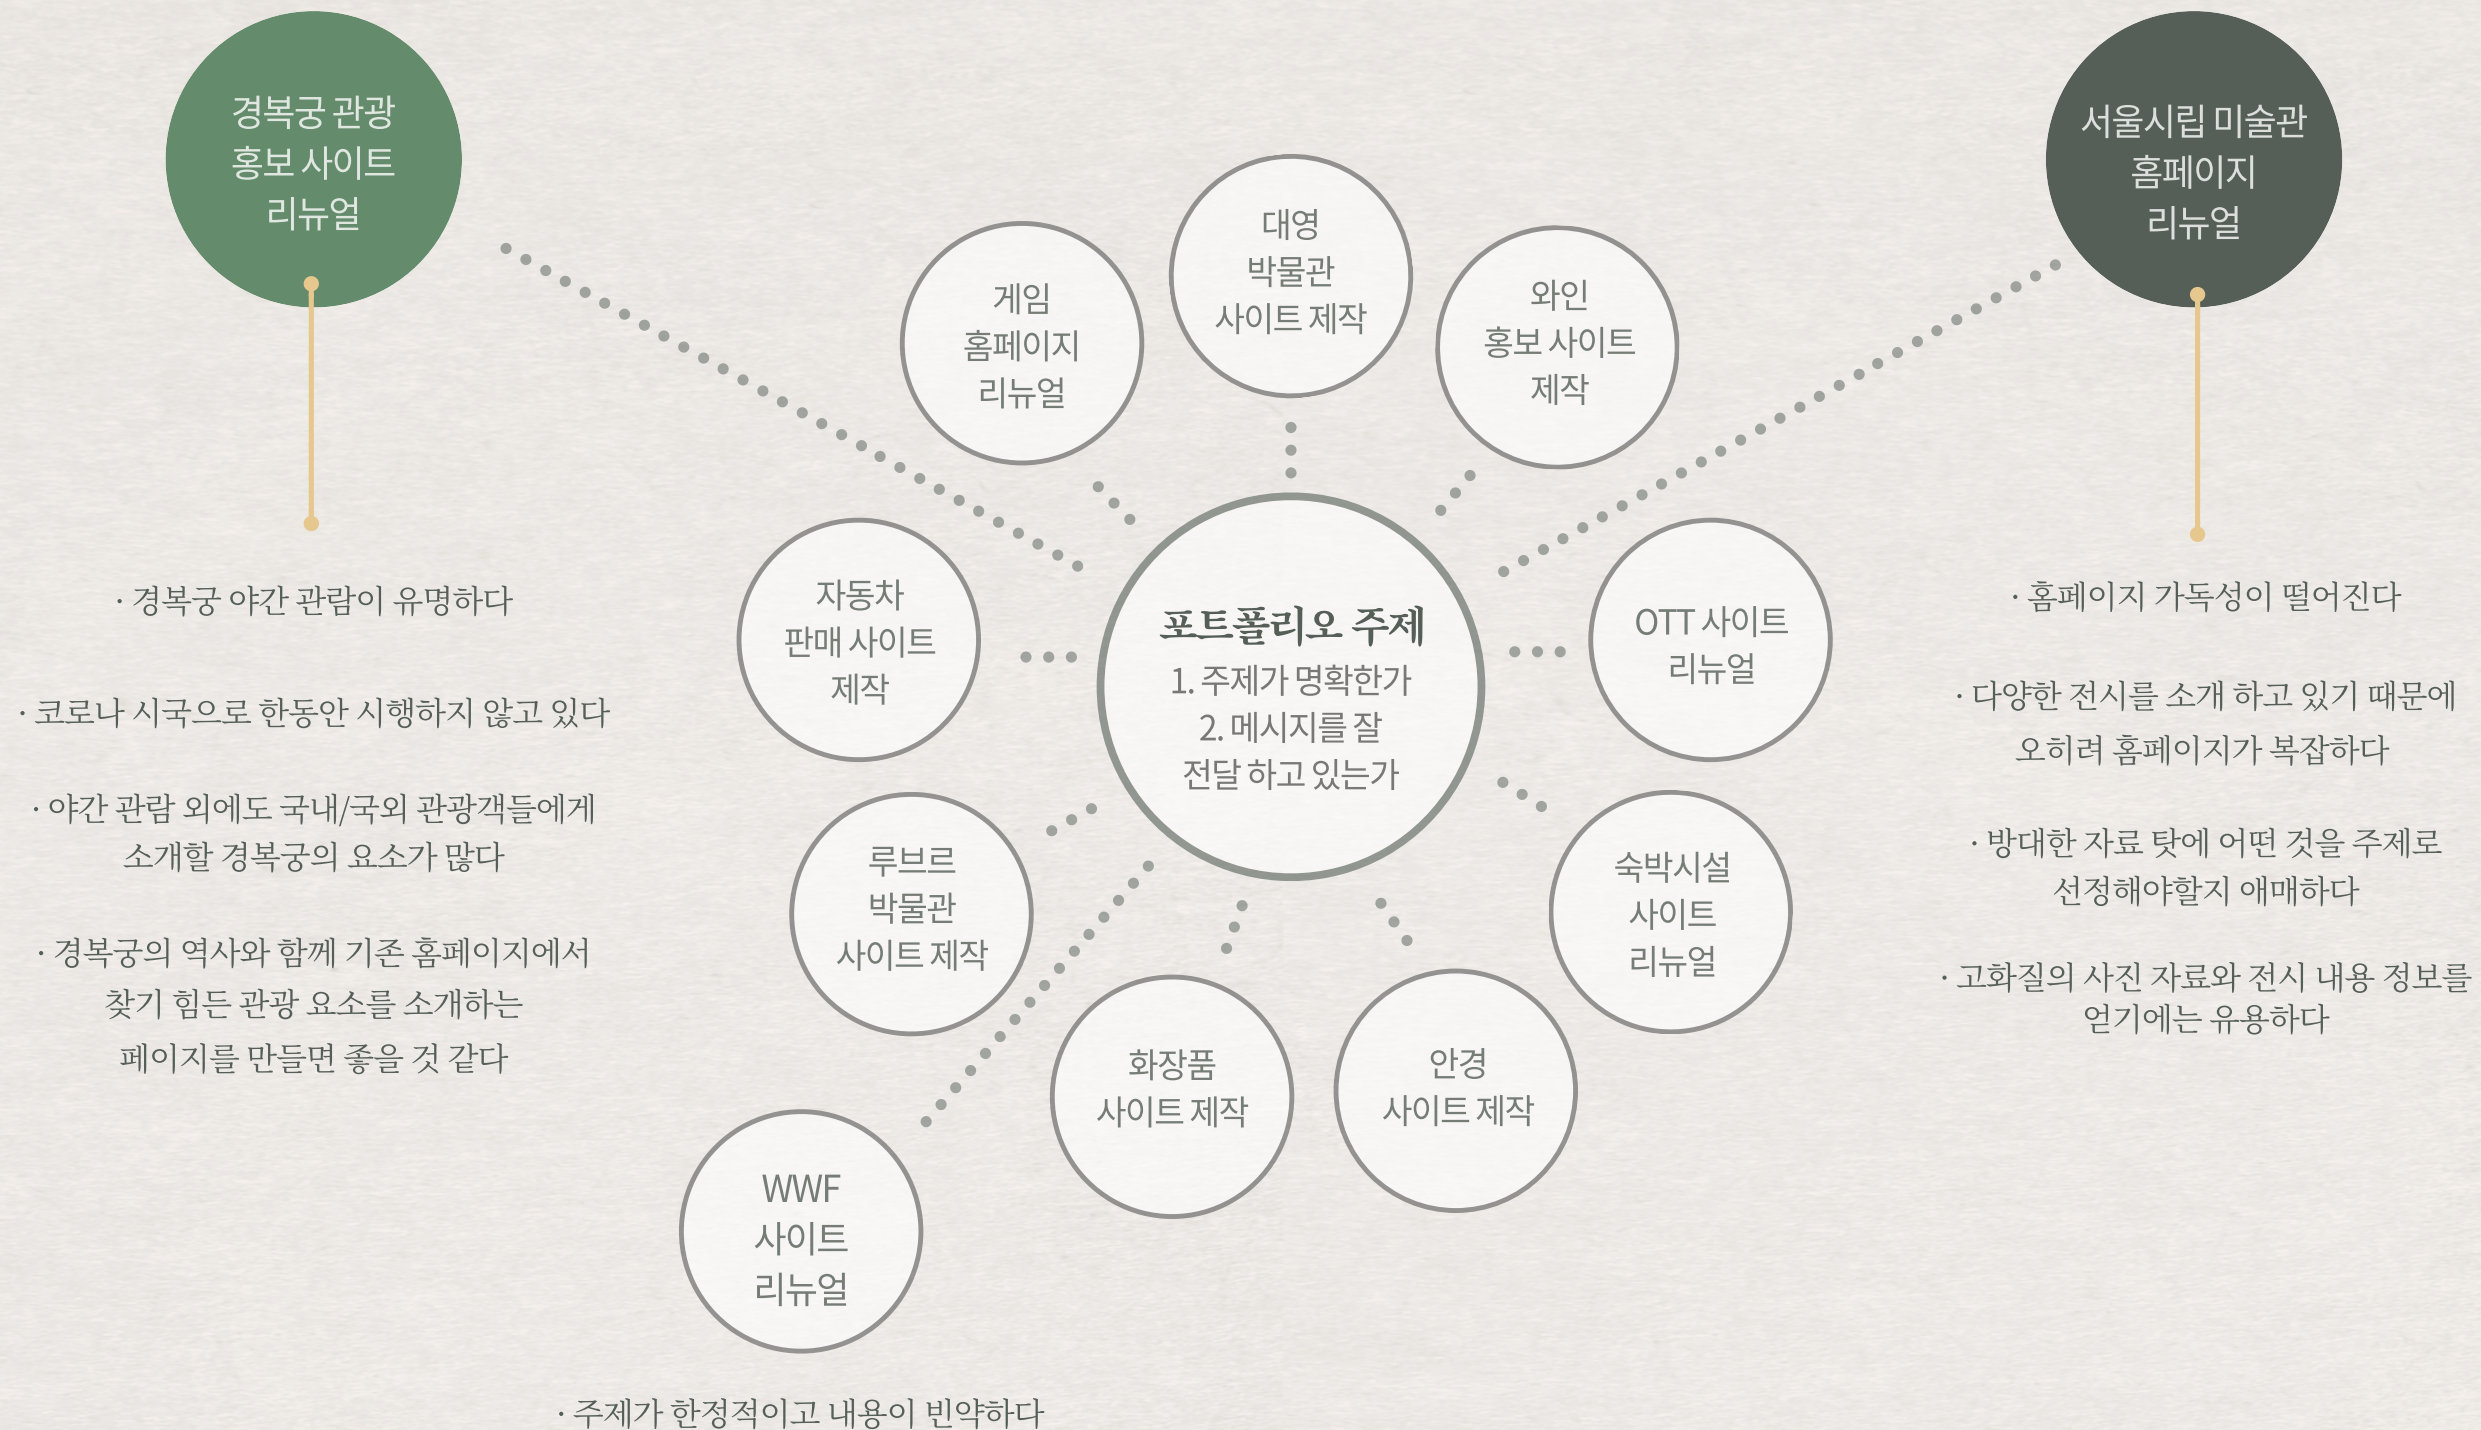 경복궁 관광
홍보 사이트
리뉴얼
· 경복궁 야간 관람이 유명하다
· 코로나 시국으로 한동안 시행하지 않고 있다
· 야간 관람 외에도 국내/국외 관광객들에게
소개할 경복궁의 요소가 많다
· 경복궁의 역사와 함께 기존 홈페이지에서
찾기 힘든 관광 요소를 소개하는
페이지를 만들면 좋을 것 같다
게임
홈페이지
리뉴얼
대영
박물관
사이트 제작
와인
홍보 사이트
제작
자동차
판매 사이트
제작
포트폴리오 주제
1. 주제가 명확한가
2. 메시지를 잘
전달 하고 있는가
OTT 사이트
리뉴얼
루브르
박물관
사이트 제작
숙박시설
사이트
리뉴얼
화장품
사이트 제작
안경
사이트 제작
WWF
사이트
리뉴얼
· 주제가 한정적이고 내용이 빈약하다
서울시립 미술관
홈페이지
리뉴얼
· 홈페이지 가독성이 떨어진다
· 다양한 전시를 소개 하고 있기 때문에
오히려 홈페이지가 복잡하다
· 방대한 자료 탓에 어떤 것을 주제로
선정해야할지 애매하다
· 고화질의 사진 자료와 전시 내용 정보를
얻기에는 유용하다